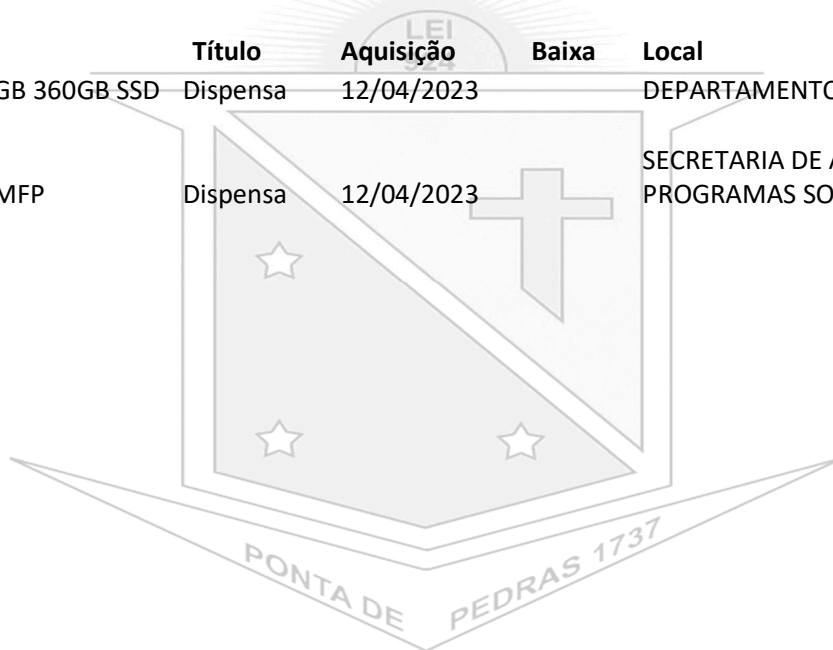 LEI
924
Título Aquisição Baixa Local
GB 360GB SSD Dispensa 12/04/2023 DEPARTAMENTO
SECRETARIA DE A
MFP Dispensa 12/04/2023 PROGRAMAS SO
PONTA DE PEDRAS 1737